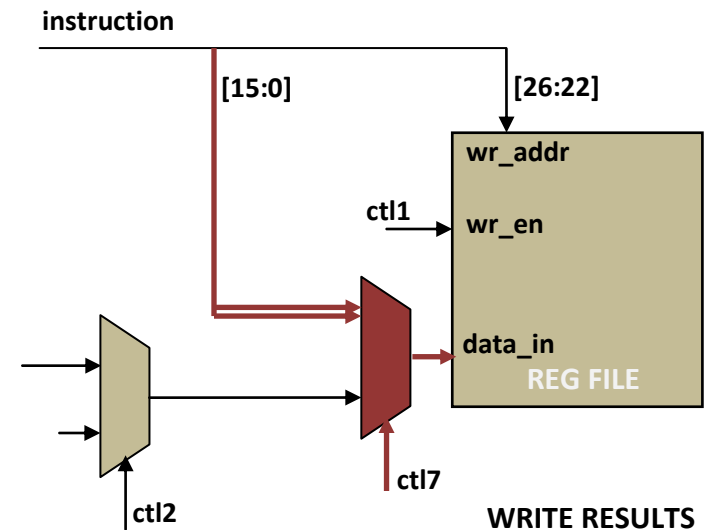 instruction
[15:0]
[26:22]
wr_addr
ctl1
wr_en
data_in
REG FILE
ctl7
ctl2
WRITE RESULTS